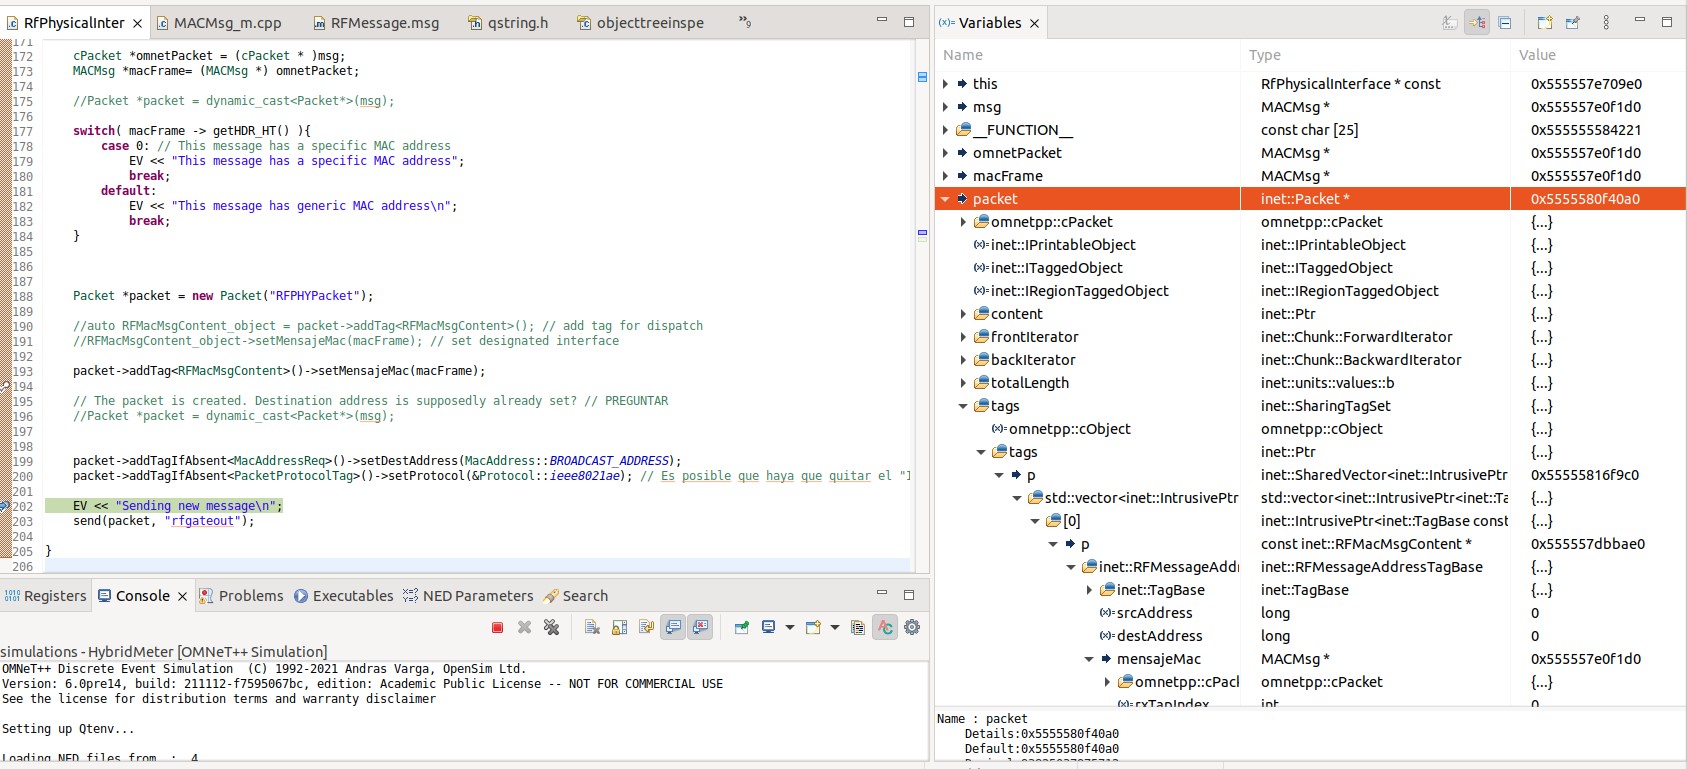 RFPhysicalInter MACMsg_m.cpp RFMessage.msg qstring.h objecttreeinspe »9
171
172 cPacket *omnetPacket = (cPacket * )msg;
173 MACMsg *macFrame= (MACMsg *) omnetPacket;
174
175 //Packet *packet = dynamic_cast<Packet*>(msg);
176
177 switch( macFrame -> getHDR_HT() ){
178 case 0: // This message has a specific MAC address
179 EV << "This message has a specific MAC address";
180 break;
181 default:
182 EV << "This message has generic MAC address\n";
183 break;
184 }
185
186
187
188 Packet *packet = new Packet("RFPHYPacket");
189
190 //auto RFMacMsgContent_object = packet->addTag<RFMacMsgContent>(); // add tag for dispatch
191 //RFMacMsgContent_object->setMensajeMac(macFrame); // set designated interface
192
193 packet->addTag<RFMacMsgContent>()->setMensajeMac(macFrame);
194
195 // The packet is created. Destination address is supposedly already set? // PREGUNTAR
196 //Packet *packet = dynamic_cast<Packet*>(msg);
197
198
199 packet->addTagIfAbsent<MacAddressReq>()->setDestAddress(MacAddress::BROADCAST_ADDRESS);
200 packet->addTagIfAbsent<PacketProtocolTag>()->setProtocol(&Protocol::ieee8021ae); // Es posible que haya que quitar el "I
201
202 EV << "Sending new message\n";
203 send(packet, "rfgateout");
204
205 }
206
Registers Console Problems Executables NED Parameters Search
simulations - HybridMeter [OMNeT++ Simulation]
OMNeT++ Discrete Event Simulation (C) 1992-2021 Andras Varga, OpenSim Ltd.
Version: 6.0pre14, build: 211112-f7595067bc, edition: Academic Public License -- NOT FOR COMMERCIAL USE
See the license for distribution terms and warranty disclaimer
Setting up Qtenv...
Loading NED files from .: 4
Variables
Name Type Value
this RfPhysicalInterface * const 0x555557e709e0
msg MACMsg * 0x555557e0f1d0
__FUNCTION__ const char [25] 0x555555584221
omnetPacket MACMsg * 0x555557e0f1d0
macFrame MACMsg * 0x555557e0f1d0
packet inet::Packet * 0x5555580f40a0
omnetpp::cPacket omnetpp::cPacket {...}
inet::IPrintableObject inet::IPrintableObject {...}
inet::ITaggedObject inet::ITaggedObject {...}
inet::IRegionTaggedObject inet::IRegionTaggedObject {...}
content inet::Ptr {...}
frontIterator inet::Chunk::ForwardIterator {...}
backIterator inet::Chunk::BackwardIterator {...}
totalLength inet::units::values::b {...}
tags inet::SharingTagSet {...}
omnetpp::cObject omnetpp::cObject {...}
tags inet::Ptr {...}
p inet::SharedVector<inet::IntrusivePtr 0x55555816f9c0
std::vector<inet::IntrusivePtr std::vector<inet::IntrusivePtr<inet::Ta {...}
[0] inet::IntrusivePtr<inet::TagBase const {...}
p const inet::RFMacMsgContent * 0x555557dbbae0
inet::RFMessageAddr inet::RFMessageAddressTagBase {...}
inet::TagBase inet::TagBase {...}
srcAddress long 0
destAddress long 0
mensajeMac MACMsg * 0x555557e0f1d0
omnetpp::cPack omnetpp::cPacket {...}
rxTapIndex int 0
Name : packet
Details:0x5555580f40a0
Default:0x5555580f40a0